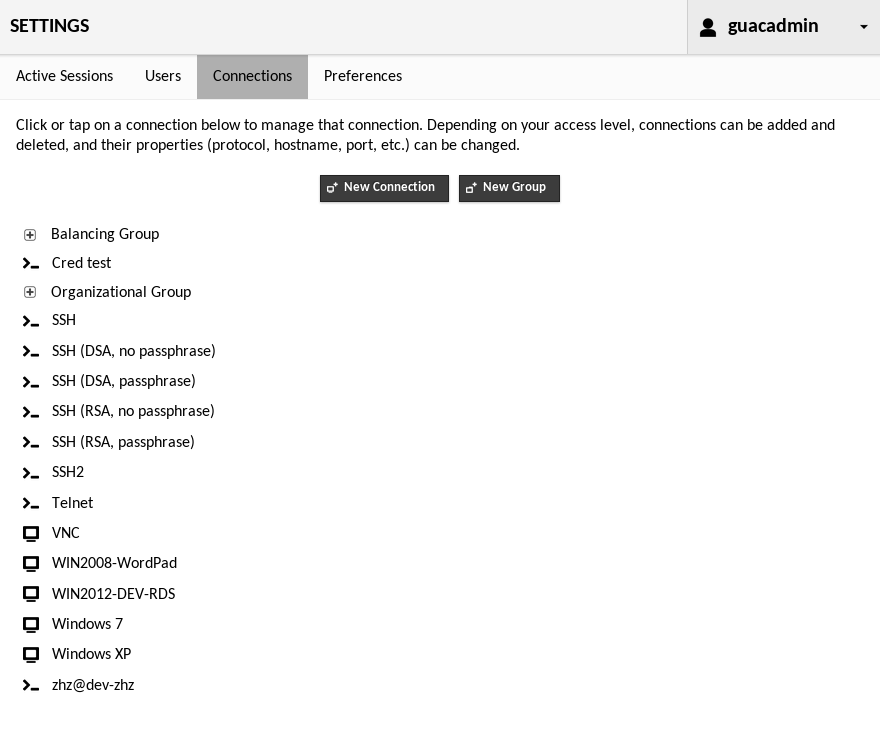 SETTINGS
guacadmin
Active Sessions Users Connections Preferences
Click or tap on a connection below to manage that connection. Depending on your access level, connections can be added and
deleted, and their properties (protocol, hostname, port, etc.) can be changed.
New Connection New Group
Balancing Group
Cred test
Organizational Group
SSH
SSH (DSA, no passphrase)
SSH (DSA, passphrase)
SSH (RSA, no passphrase)
SSH (RSA, passphrase)
SSH2
Telnet
VNC
WIN2008-WordPad
WIN2012-DEV-RDS
Windows 7
Windows XP
zhz@dev-zhz